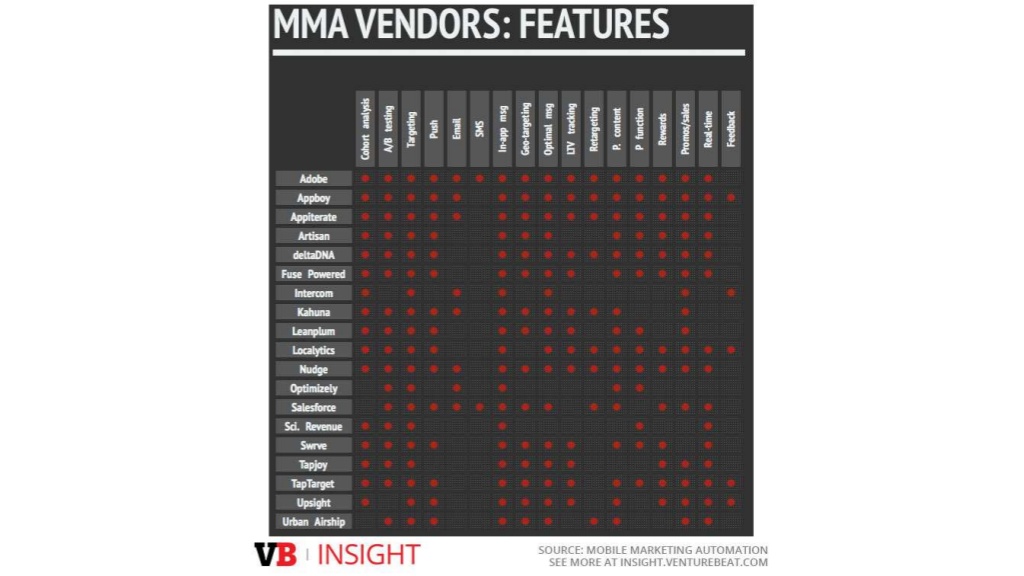 MMA VENDORS: FEATURES
Cohort analysis
A/B testing
Targeting
Push
Email
SMS
In-app msg
Geo-targeting
Optimal msg
LTV tracking
Retargeting
P. content
P function
Rewards
Promos/sales
Real-time
Feedback
Adobe
Appboy
Appiterate
Artisan
deltaDNA
Fuse Powered
Intercom
Kahuna
Leanplum
Localytics
Nudge
Optimizely
Salesforce
Sci. Revenue
Swrve
Tapjoy
TapTarget
Upsight
Urban Airship
VB | INSIGHT
SOURCE: MOBILE MARKETING AUTOMATION
SEE MORE AT INSIGHT.VENTUREBEAT.COM